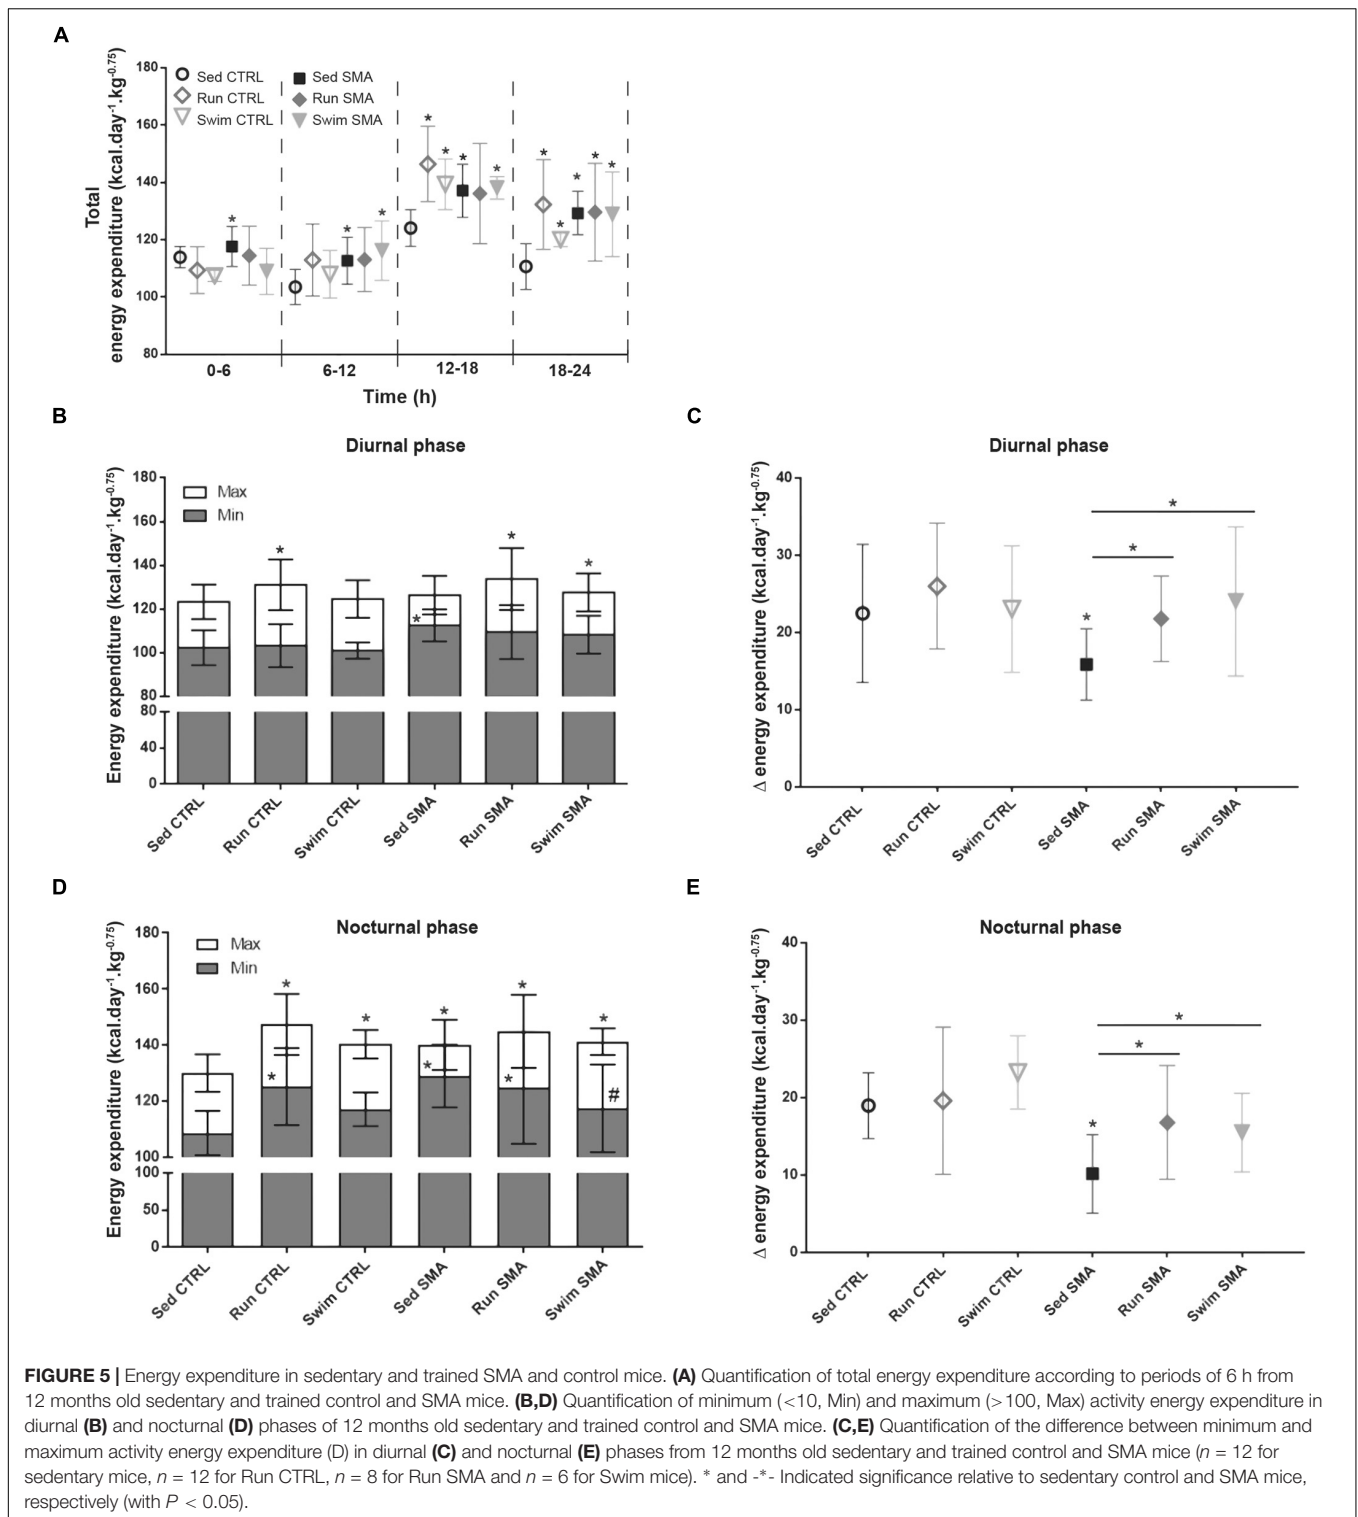 A
Total
energy expenditure (kcal.day-1.kg-0.75)
180
160
140
120
100
80
Sed CTRL
Run CTRL
Swim CTRL
Sed SMA
Run SMA
Swim SMA
* * * * * * * * * * * * *
0-6 6-12 12-18 18-24
Time (h)
B
Diurnal phase
Energy expenditure (kcal.day-1.kg-0.75)
180
160
140
120
100
80
80
40
0
Max
Min
* * * *
Sed CTRL Run CTRL Swim CTRL Sed SMA Run SMA Swim SMA
C
Diurnal phase
Δ energy expenditure (kcal.day-1.kg-0.75)
40
30
20
10
0
* * *
Sed CTRL Run CTRL Swim CTRL Sed SMA Run SMA Swim SMA
D
Nocturnal phase
Energy expenditure (kcal.day-1.kg-0.75)
180
160
140
120
100
100
50
0
Max
Min
* * * * *
* * * #
Sed CTRL Run CTRL Swim CTRL Sed SMA Run SMA Swim SMA
E
Nocturnal phase
Δ energy expenditure (kcal.day-1.kg-0.75)
40
30
20
10
0
* * *
Sed CTRL Run CTRL Swim CTRL Sed SMA Run SMA Swim SMA
FIGURE 5 | Energy expenditure in sedentary and trained SMA and control mice. (A) Quantification of total energy expenditure according to periods of 6 h from
12 months old sedentary and trained control and SMA mice. (B,D) Quantification of minimum (<10, Min) and maximum (>100, Max) activity energy expenditure in
diurnal (B) and nocturnal (D) phases of 12 months old sedentary and trained control and SMA mice. (C,E) Quantification of the difference between minimum and
maximum activity energy expenditure (D) in diurnal (C) and nocturnal (E) phases from 12 months old sedentary and trained control and SMA mice (n = 12 for
sedentary mice, n = 12 for Run CTRL, n = 8 for Run SMA and n = 6 for Swim mice). * and -*- Indicated significance relative to sedentary control and SMA mice,
respectively (with P < 0.05).